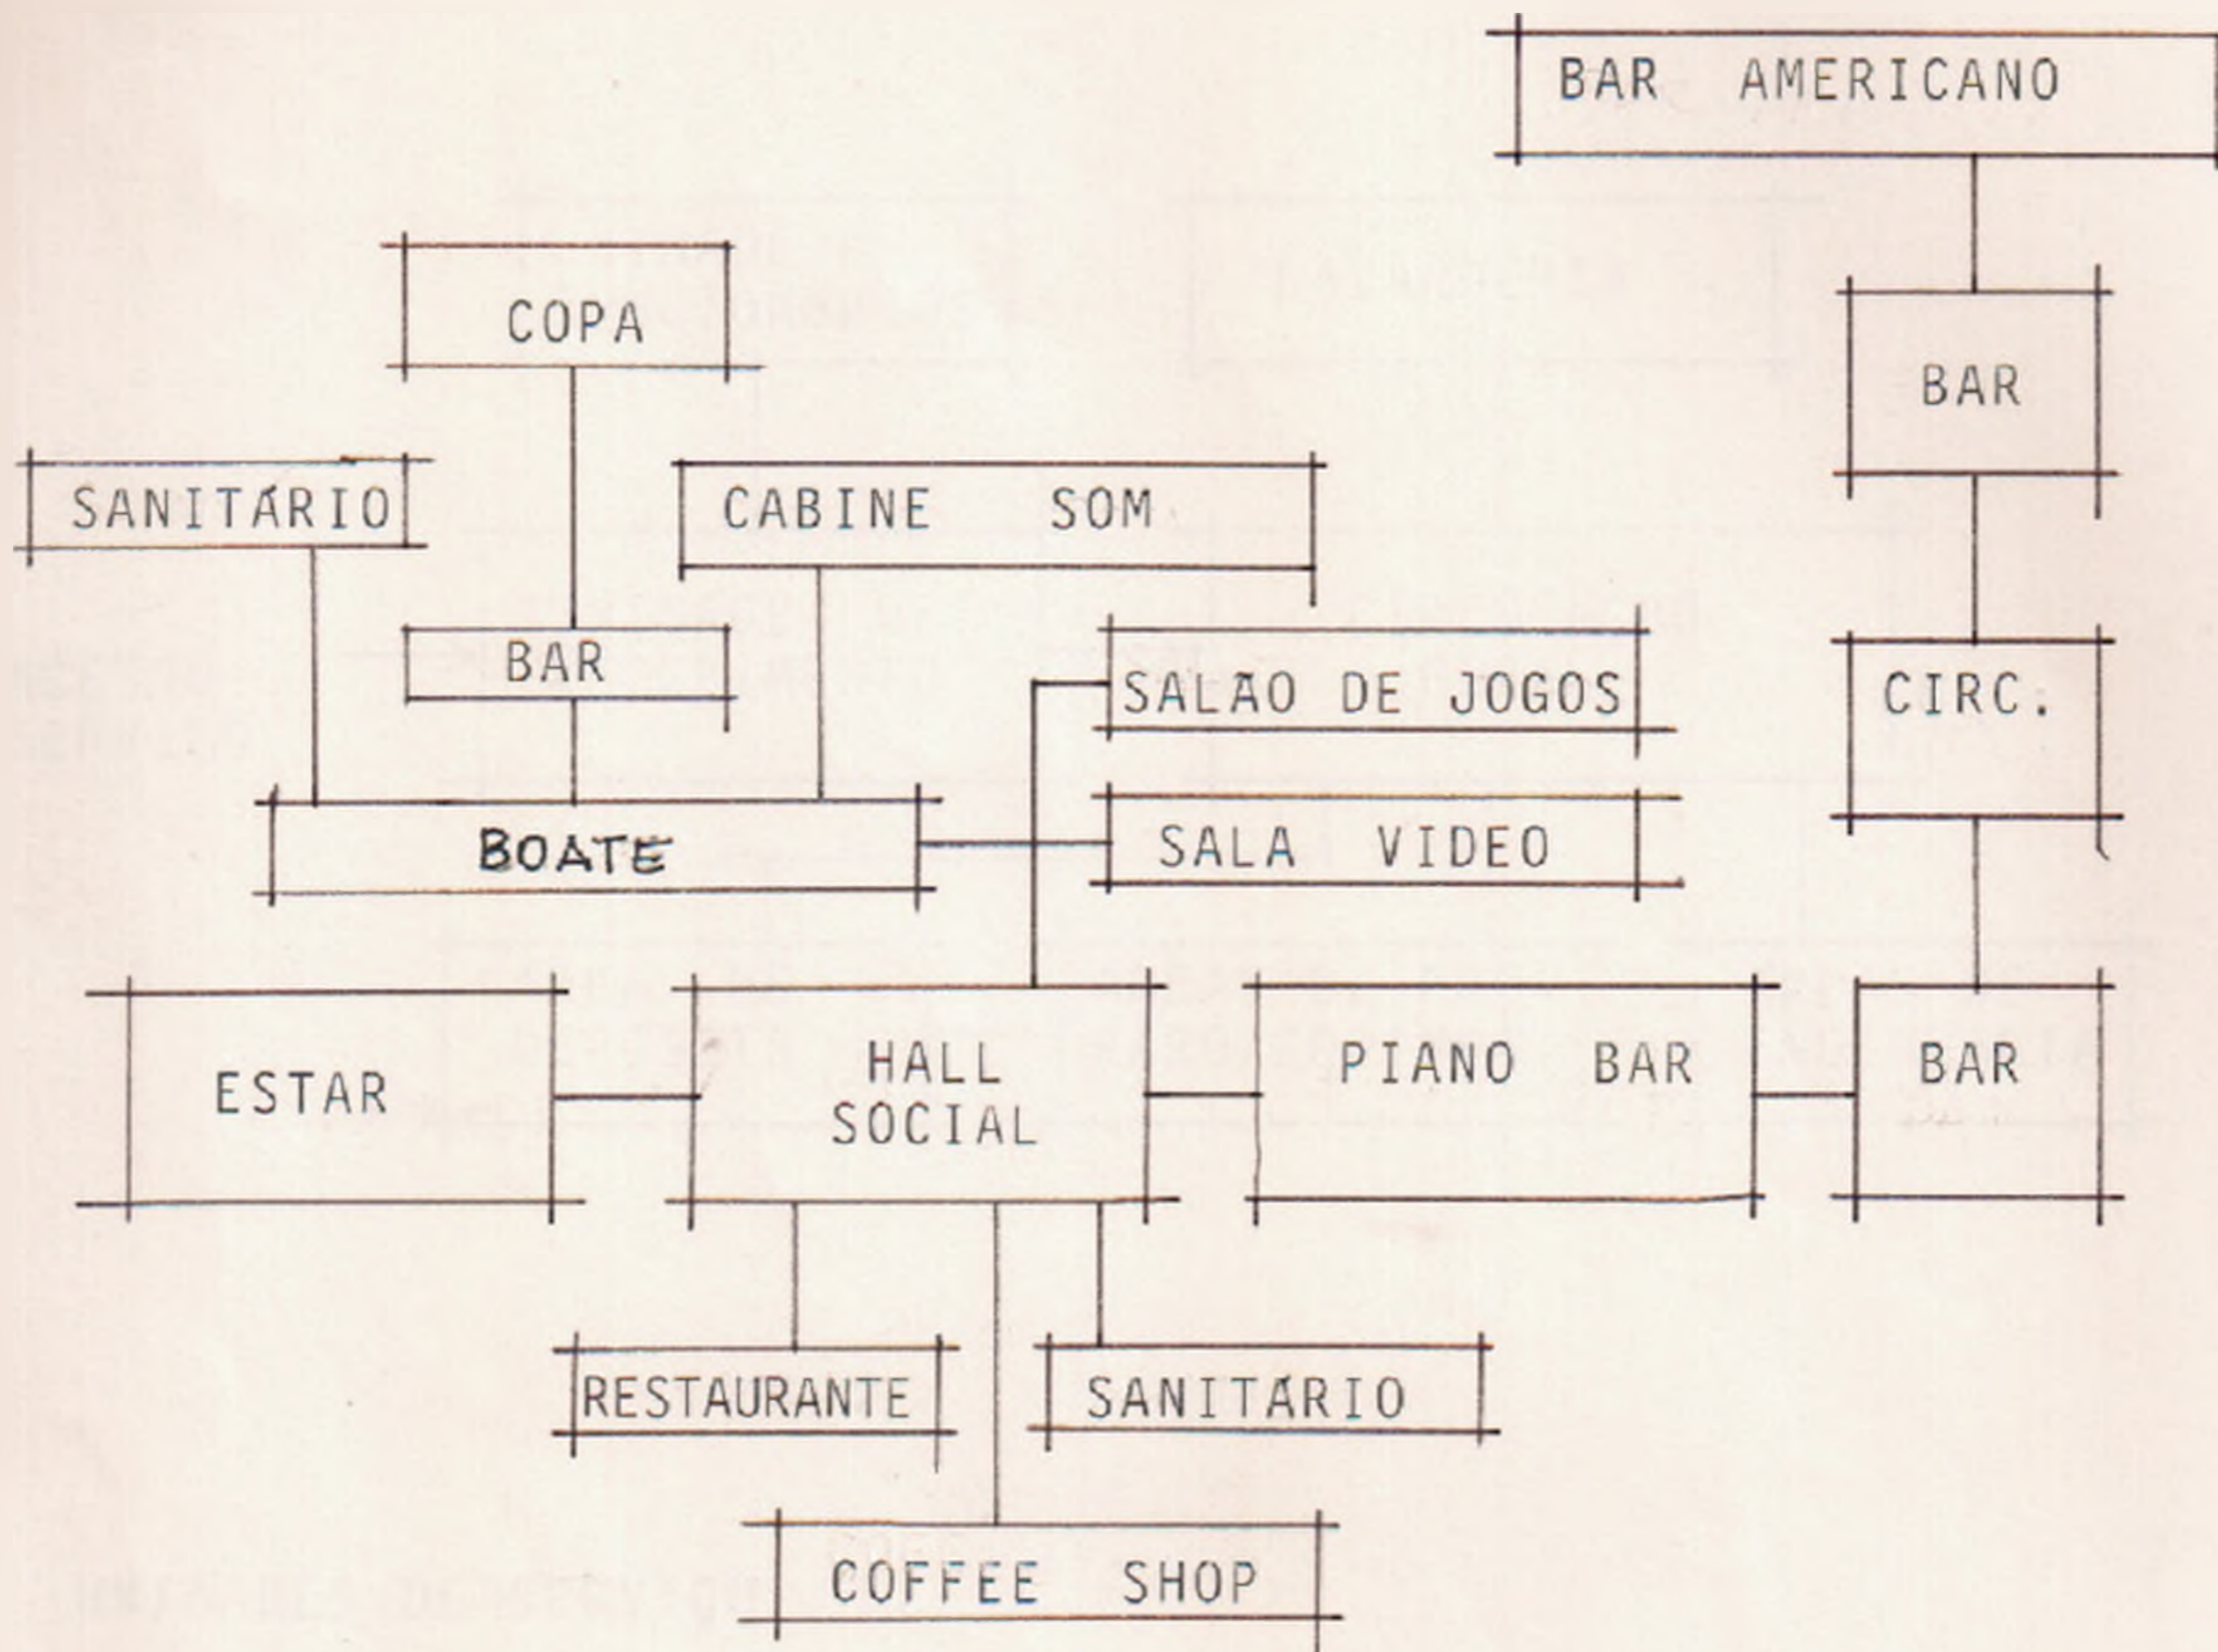 BAR AMERICANO
COPA
BAR
SANITÁRIO
CABINE SOM
BAR
SALÃO DE JOGOS
CIRC.
BOATE
SALA VIDEO
ESTAR
HALL
SOCIAL
PIANO BAR
BAR
RESTAURANTE
SANITÁRIO
COFFEE SHOP